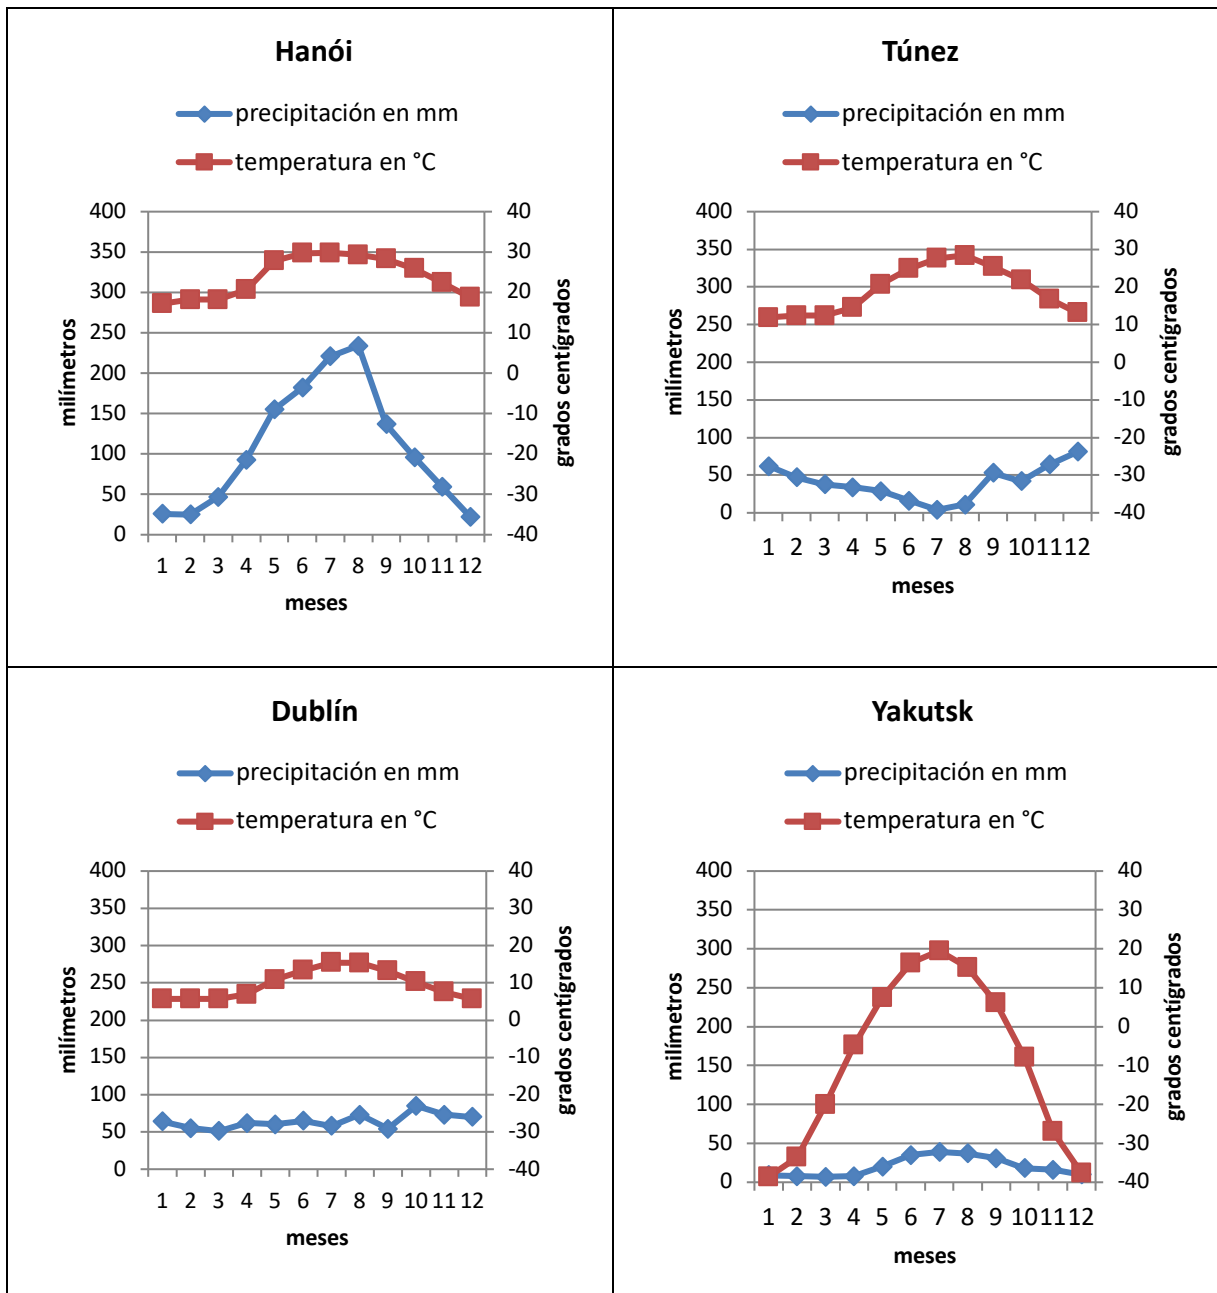 Hanói
precipitación en mm
temperatura en °C
400 40
350 30
300 20
250 10
200 0
150 -10
100 -20
50 -30
0 -40
milímetros
grados centígrados
1 2 3 4 5 6 7 8 9 10 11 12
meses
Túnez
precipitación en mm
temperatura en °C
400 40
350 30
300 20
250 10
200 0
150 -10
100 -20
50 -30
0 -40
milímetros
grados centígrados
1 2 3 4 5 6 7 8 9 10 11 12
meses
Dublín
precipitación en mm
temperatura en °C
400 40
350 30
300 20
250 10
200 0
150 -10
100 -20
50 -30
0 -40
milímetros
grados centígrados
1 2 3 4 5 6 7 8 9 10 11 12
meses
Yakutsk
precipitación en mm
temperatura en °C
400 40
350 30
300 20
250 10
200 0
150 -10
100 -20
50 -30
0 -40
milímetros
grados centígrados
1 2 3 4 5 6 7 8 9 10 11 12
meses